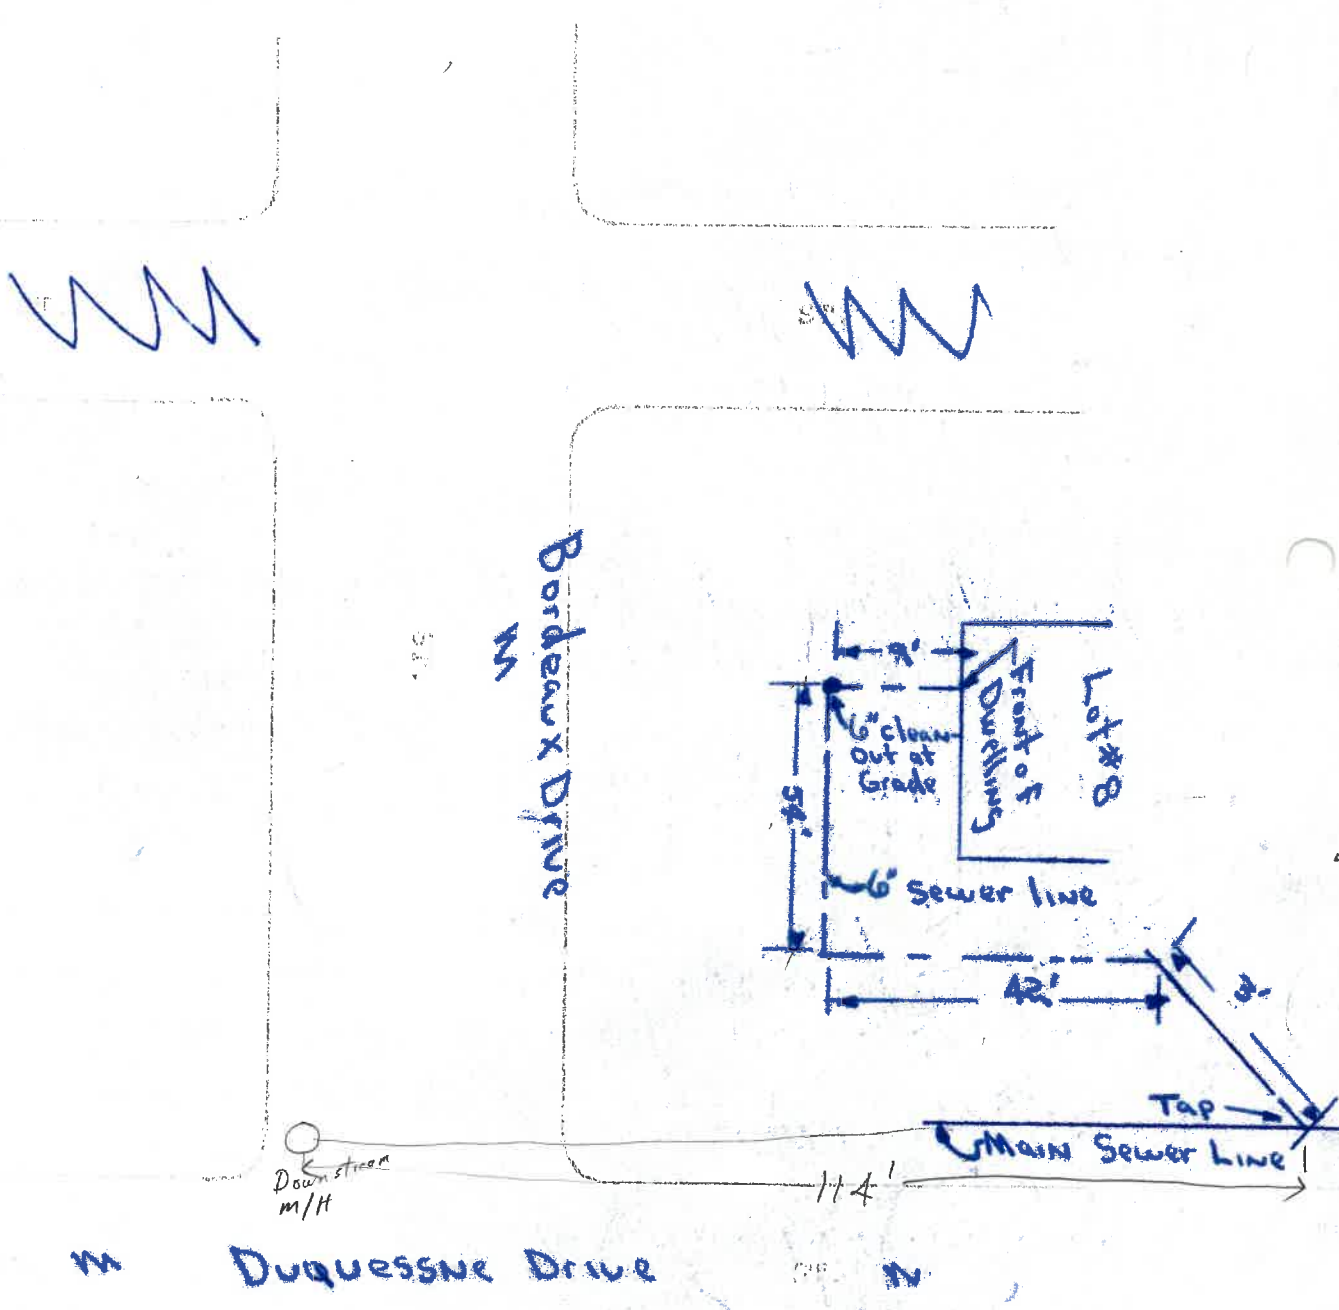 Bordeaux Drive
9'
6" clean
Out at
Grade
Front of
Dwelling
Lot #8
54'
6" Sewer line
42'
3-
Tap
Main Sewer Line
Downstream
M/H
114'
Duquessne Drive